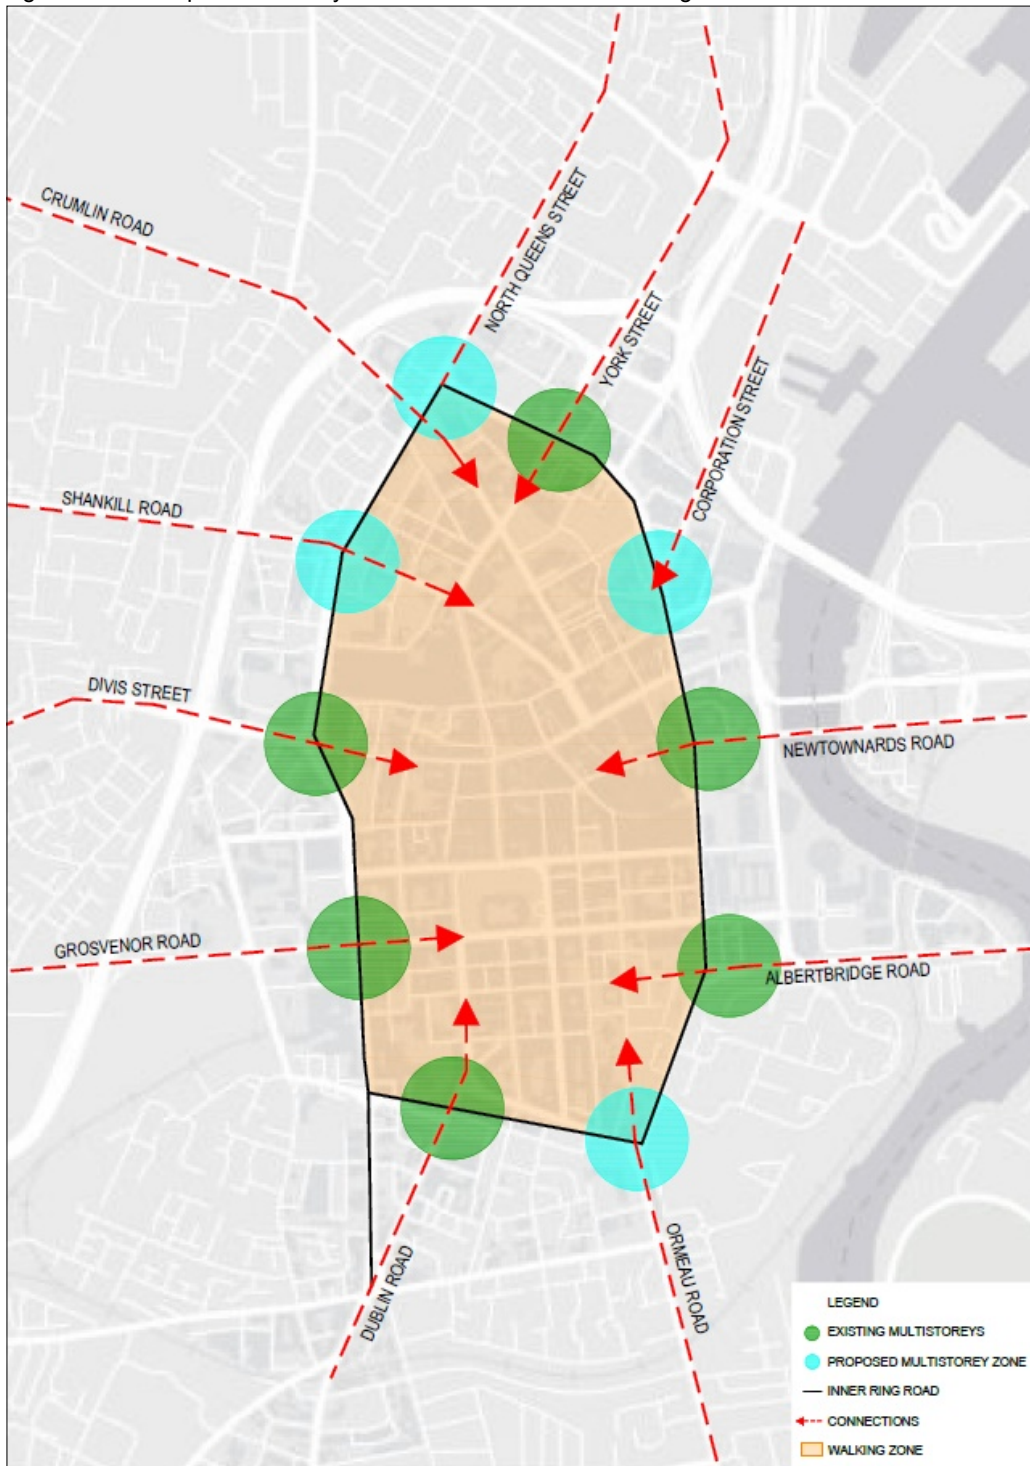 CRUMLIN ROAD
NORTH QUEENS STREET
YORK STREET
CORPORATION STREET
SHANKILL ROAD
DIVIS STREET
NEWTOWNARDS ROAD
GROSVENOR ROAD
ALBERTBRIDGE ROAD
DUBLIN ROAD
ORMEAU ROAD
LEGEND
EXISTING MULTISTOREYS
PROPOSED MULTISTOREY ZONE
INNER RING ROAD
CONNECTIONS
WALKING ZONE